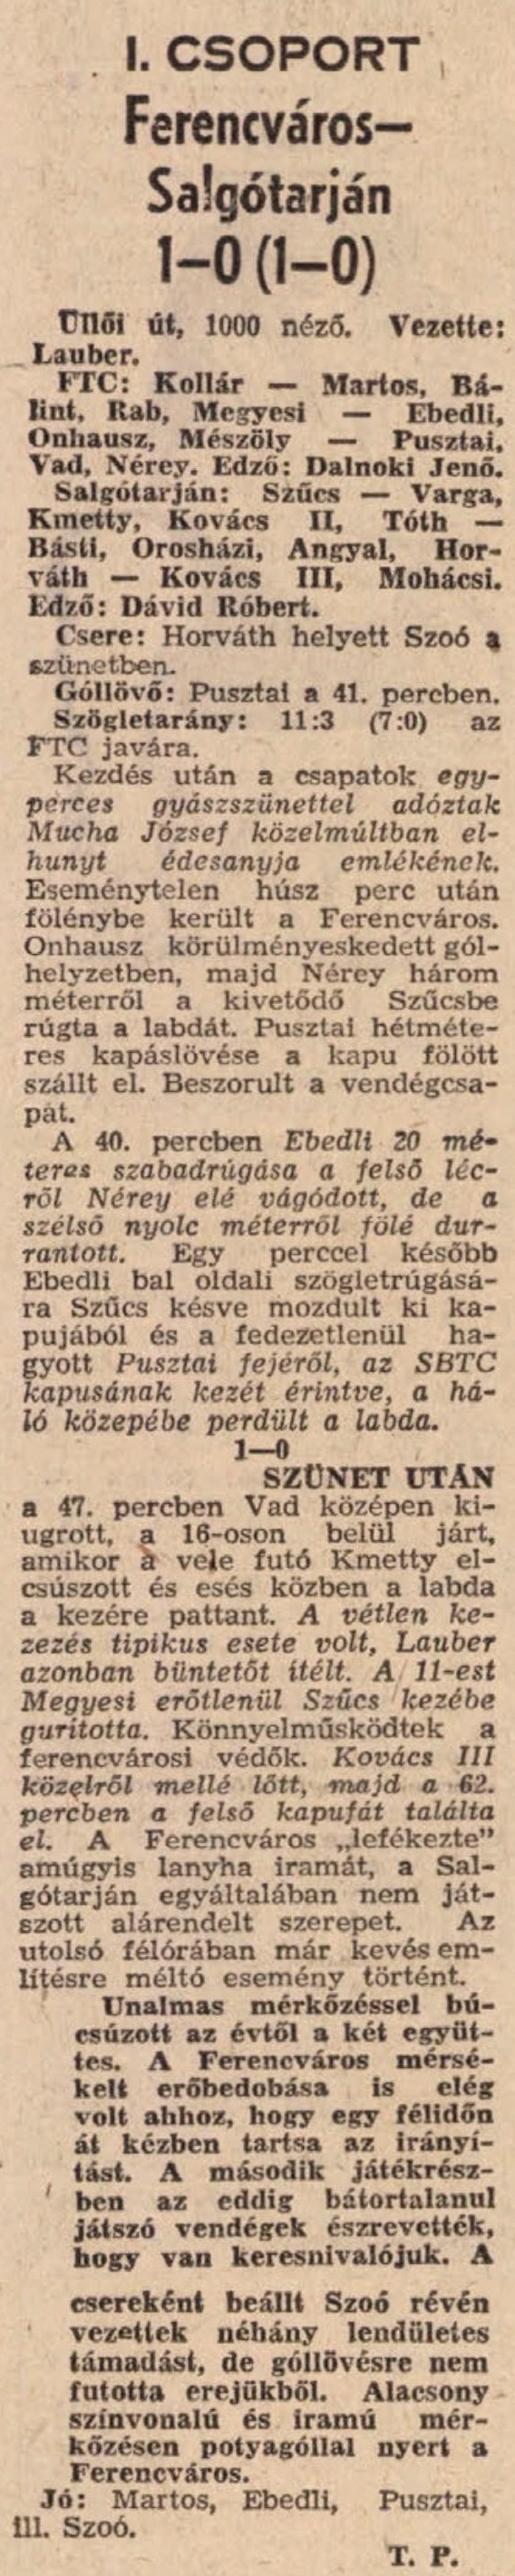 I. CSOPORT
Ferencváros—
Salgótarján
1—0 (1—0)
Üllői út, 1000 néző. Vezette:
Lauber.
FTC: Kollár — Martos, Bá-
lint, Rab, Megyesi — Ebedli,
Onhausz, Mészöly — Pusztai,
Vad, Nérey. Edző: Dalnoki Jenő.
Salgótarján: Szűcs — Varga,
Kmetty, Kovács II, Tóth —
Básti, Orosházi, Angyal, Hor-
váth — Kovács III, Mohácsi.
Edző: Dávid Róbert.
Csere: Horváth helyett Szoó a
szünetben.
Góllövő: Pusztai a 41. percben.
Szögletarány: 11:3 (7:0) az
FTC javára.
Kezdés után a csapatok egy-
perces gyászszünettel adóztak
Mucha József közelmúltban el-
hunyt édesanyja emlékének.
Eseménytelen húsz perc után
fölénybe került a Ferencváros.
Onhausz körülményeskedett gól-
helyzetben, majd Nérey három
méterről a kivetődő Szűcsbe
rúgta a labdát. Pusztai hétméte-
res kapáslövése a kapu fölött
szállt el. Beszorult a vendégcsa-
pat.
A 40. percben Ebedli 20 mé-
teres szabadrúgása a felső léc-
ről Nérey elé vágódott, de a
szélső nyolc méterről fölé dur-
rantott. Egy perccel később
Ebedli bal oldali szögletrúgásá-
ra Szűcs késve mozdult ki ka-
pujából és a fedezetlenül ha-
gyott Pusztai fejéről, az SBTC
kapusának kezét érintve, a há-
ló közepébe perdült a labda.
1—0
SZÜNET UTÁN
a 47. percben Vad középen ki-
ugrott, a 16-oson belül járt,
amikor a vele futó Kmetty el-
csúszott és esés közben a labda
a kezére pattant. A vétlen ke-
zezés tipikus esete volt, Lauber
azonban büntetőt ítélt. A 11-est
Megyesi erőtlenül Szűcs kezébe
gurította. Könnyelműsködtek a
ferencvárosi védők. Kovács III
közelről mellé lőtt, majd a 62.
percben a felső kapufát találta
el. A Ferencváros „lefékezte”
amúgyis lanyha iramát, a Sal-
gótarján egyáltalában nem ját-
szott alárendelt szerepet. Az
utolsó félórában már kevés em-
lítésre méltó esemény történt.
Unalmas mérkőzéssel bú-
csúzott az évtől a két együt-
tes. A Ferencváros mérsé-
kelt erőbedobása is elég
volt ahhoz, hogy egy félidőn
át kézben tartsa az irányí-
tást. A második játékrész-
ben az eddig bátortalanul
játszó vendégek észrevették,
hogy van keresnivalójuk. A
csereként beállt Szoó révén
vezettek néhány lendületes
támadást, de góllövésre nem
futotta erejükből. Alacsony
színvonalú és iramú mér-
kőzésen potyagóllal nyert a
Ferencváros.
Jó: Martos, Ebedli, Pusztai,
ill. Szoó.
T. P.